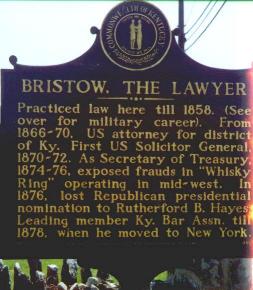 COMMONWEALTH OF KENTUCKY
BRISTOW, THE LAWYER
Practiced law here till 1858. (See
over for military career). From
1866-70, US attorney for district
of Ky. First US Solicitor General,
1870-72. As Secretary of Treasury,
1874-76, exposed frauds in "Whisky
Ring" operating in mid-west. In
1876, lost Republican presidential
nomination to Rutherford B. Hayes.
Leading member Ky. Bar Assn. till
1878, when he moved to New York.